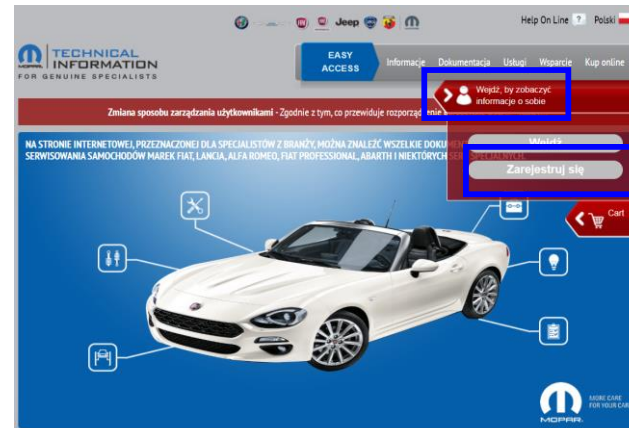 Jeep
Help On Line ? Polski
MOPAR
TECHNICAL
INFORMATION
FOR GENUINE SPECIALISTS
EASY
ACCESS
Informacje Dokumentacja Usługi Wsparcie Kup online
Wejdź, by zobaczyć
informacje o sobie
Zmiana sposobu zarządzania użytkownikami - Zgodnie z tym, co przewiduje rozporządzenie
Wejdź
NA STRONIE INTERNETOWEJ, PRZEZNACZONEJ DLA SPECJALISTÓW Z BRANŻY, MOŻNA ZNALEŹĆ WSZELKIE
SERWISOWANIA SAMOCHODÓW MAREK FIAT, LANCIA, ALFA ROMEO, FIAT PROFESSIONAL, ABARTH I NIEKTÓRYCH
Zarejestruj się
Cart
MOPAR
MORE CARE
FOR YOUR CAR